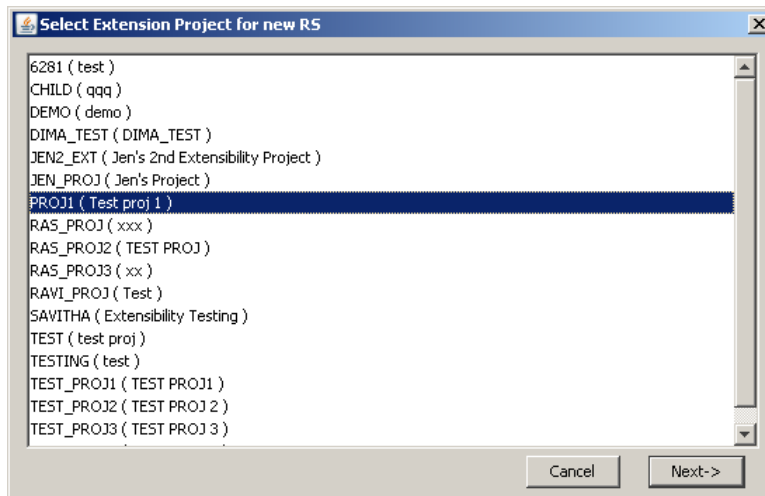 Select Extension Project for new RS
6281 ( test )
CHILD ( qqq )
DEMO ( demo )
DIMA_TEST ( DIMA_TEST )
JEN2_EXT ( Jen's 2nd Extensibility Project )
JEN_PROJ ( Jen's Project )
PROJ1 ( Test proj 1 )
RAS_PROJ ( xxx )
RAS_PROJ2 ( TEST PROJ )
RAS_PROJ3 ( xx )
RAVI_PROJ ( Test )
SAVITHA ( Extensibility Testing )
TEST ( test proj )
TESTING ( test )
TEST_PROJ1 ( TEST PROJ1 )
TEST_PROJ2 ( TEST PROJ 2 )
TEST_PROJ3 ( TEST PROJ 3 )
Cancel Next->